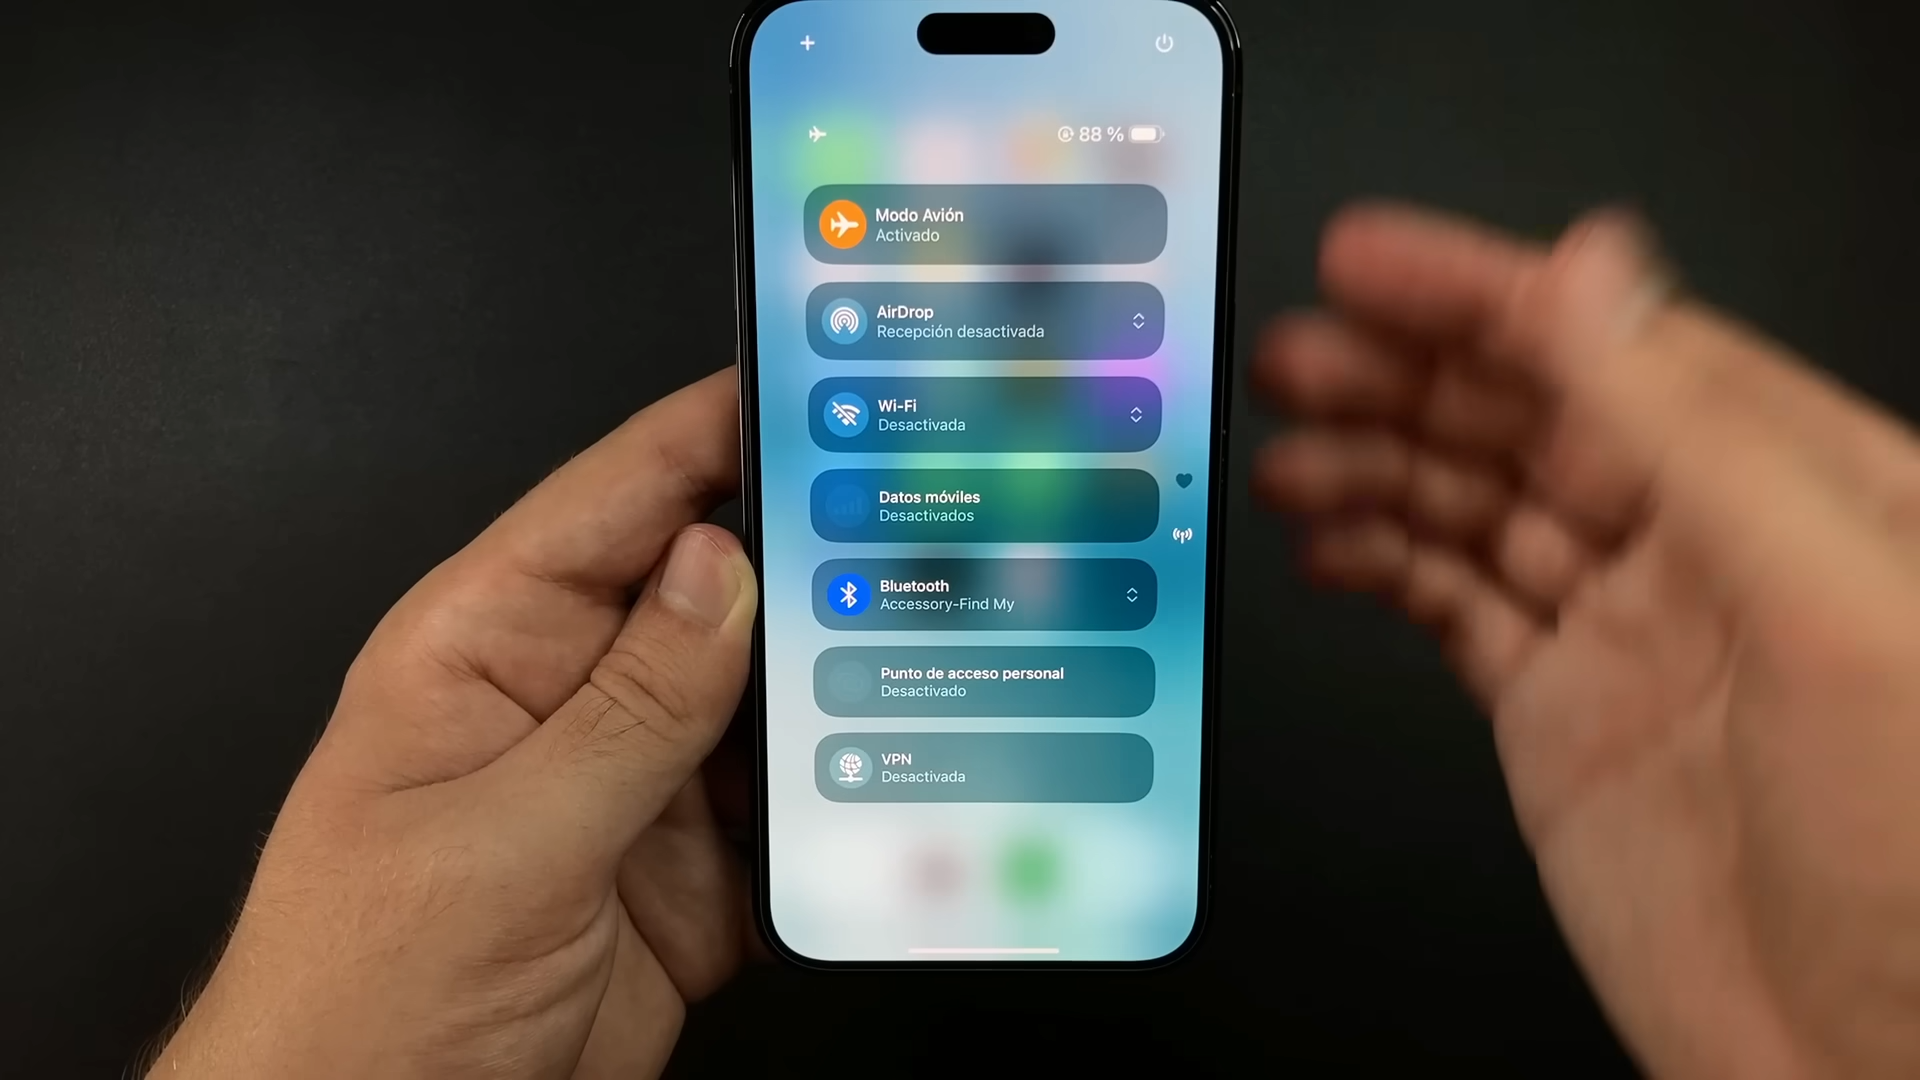 88 %
Modo Avión
Activado
AirDrop
Recepción desactivada
Wi-Fi
Desactivada
Datos móviles
Desactivados
Bluetooth
Accessory-Find My
Punto de acceso personal
Desactivado
VPN
Desactivada